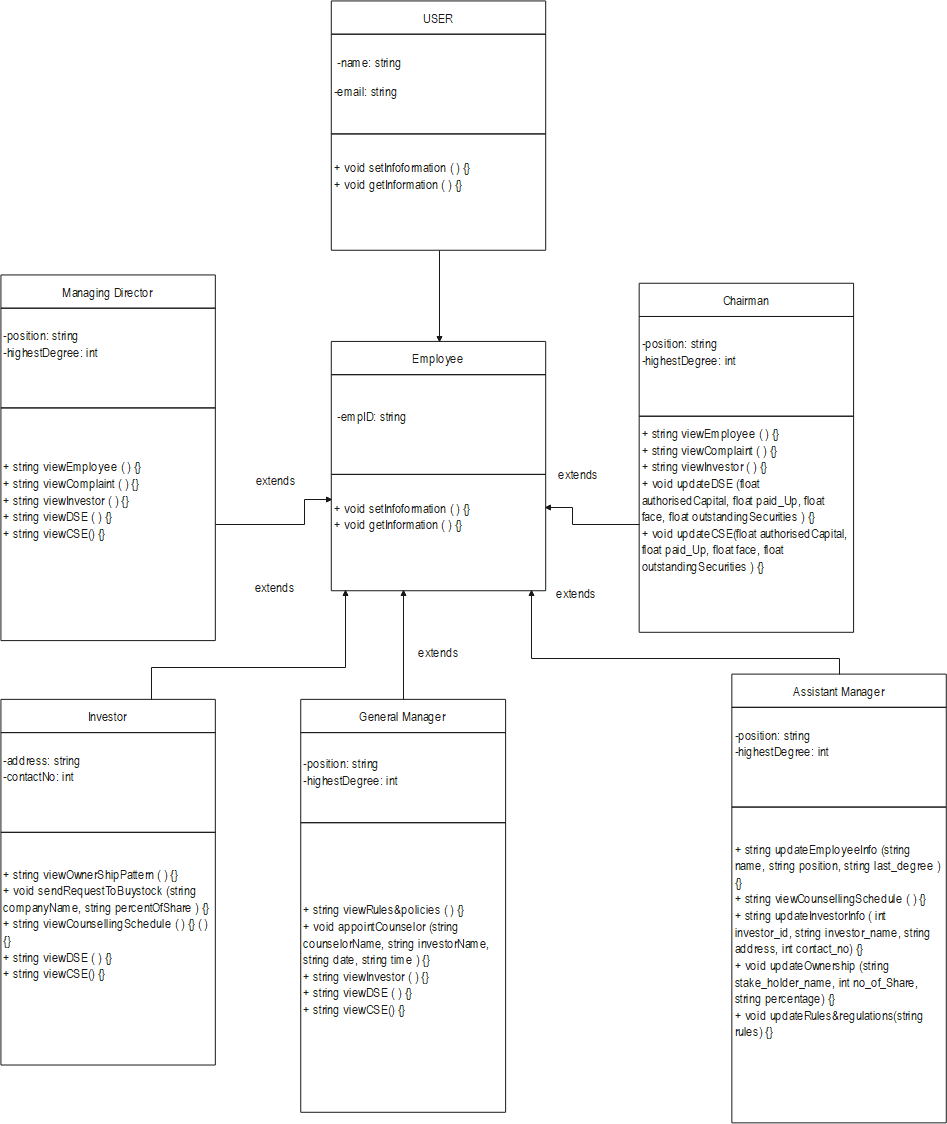 USER
-name: string
-email: string
+ void setInfoformation ( ) {}
+ void getInformation ( ) {}
Managing Director
-position: string
-highestDegree: int
+ string viewEmployee ( ) {}
+ string viewComplaint ( ) {}
+ string viewInvestor ( ) {}
+ string viewDSE ( ) {}
+ string viewCSE() {}
extends
Employee
-empID: string
+ void setInfoformation ( ) {}
+ void getInformation ( ) {}
extends
Chairman
-position: string
-highestDegree: int
+ string viewEmployee ( ) {}
+ string viewComplaint ( ) {}
+ string viewInvestor ( ) {}
+ void updateDSE (float
authorisedCapital, float paid_Up, float
face, float outstandingSecurities ) {}
+ void updateCSE(float authorisedCapital,
float paid_Up, float face, float
outstandingSecurities ) {}
extends
extends
extends
Investor
-address: string
-contactNo: int
+ string viewOwnerShipPattern ( ) {}
+ void sendRequestToBuystock (string
companyName, string percentOfShare ) {}
+ string viewCounsellingSchedule ( ) {} ( )
{}
+ string viewDSE ( ) {}
+ string viewCSE() {}
General Manager
-position: string
-highestDegree: int
+ string viewRules&policies ( ) {}
+ void appointCounselor (string
counselorName, string investorName,
string date, string time ) {}
+ string viewInvestor ( ) {}
+ string viewDSE ( ) {}
+ string viewCSE() {}
Assistant Manager
-position: string
-highestDegree: int
+ string updateEmployeeInfo (string
name, string position, string last_degree )
{}
+ string viewCounsellingSchedule ( ) {}
+ string updateInvestorInfo ( int
investor_id, string investor_name, string
address, int contact_no) {}
+ void updateOwnership (string
stake_holder_name, int no_of_Share,
string percentage) {}
+ void updateRules&regulations(string
rules) {}